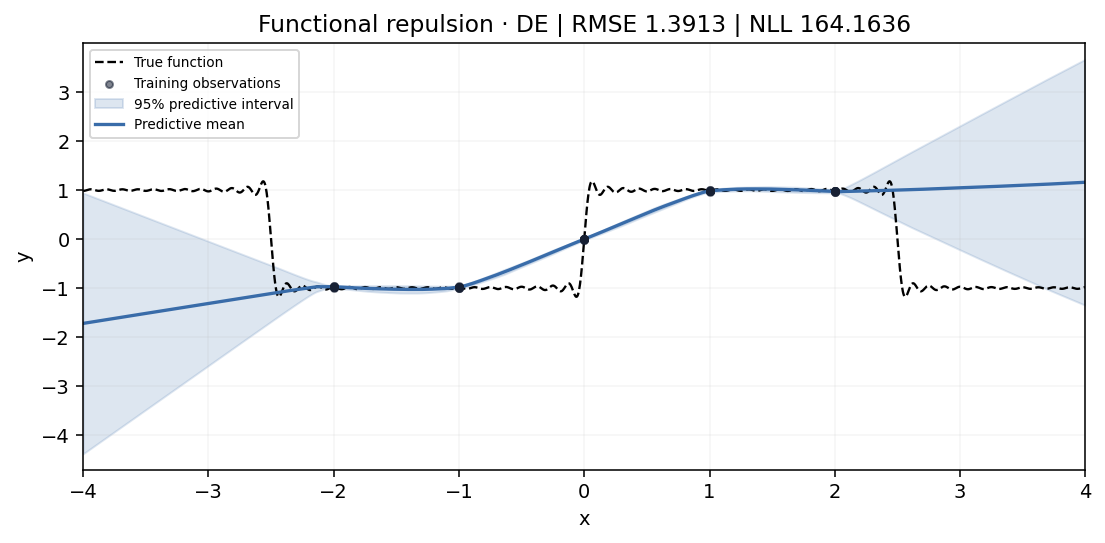 Functional repulsion · DE | RMSE 1.3913 | NLL 164.1636
True function
Training observations
95% predictive interval
Predictive mean
y
3
2
1
0
−1
−2
−3
−4
−4 −3 −2 −1 0 1 2 3 4
x